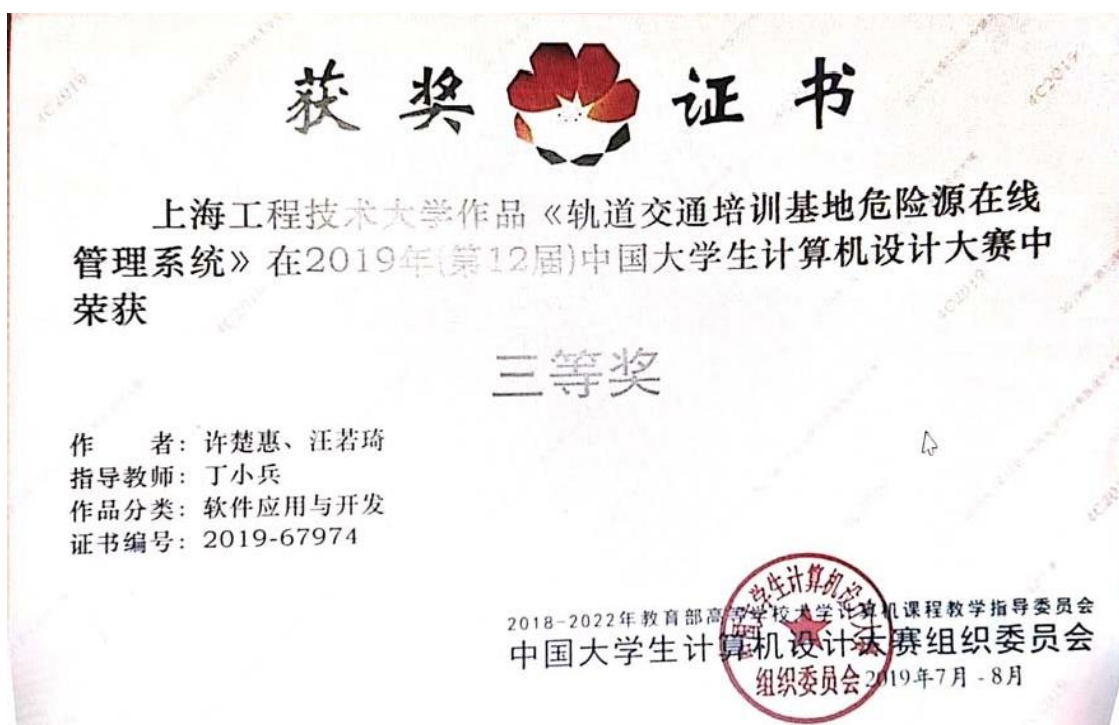 获奖证书
上海工程技术大学作品《轨道交通培训基地危险源在线
管理系统》在2019年(第12届)中国大学生计算机设计大赛中
荣获
三等奖
作 者：许楚惠、汪若琦
指导教师：丁小兵
作品分类：软件应用与开发
证书编号：2019-67974
2018-2022年教育部高等学校大学计算机课程教学指导委员会
中国大学生计算机设计大赛组织委员会
组织委员会
2019年7月-8月
4C2019